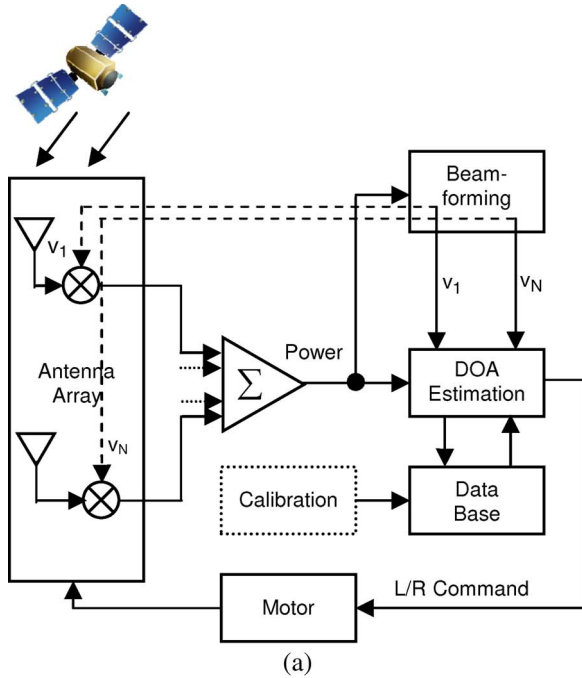 Beam-
forming
v1
v1
vN
Power
Σ
DOA
Estimation
Antenna
Array
vN
Calibration
Data
Base
L/R Command
Motor
(a)